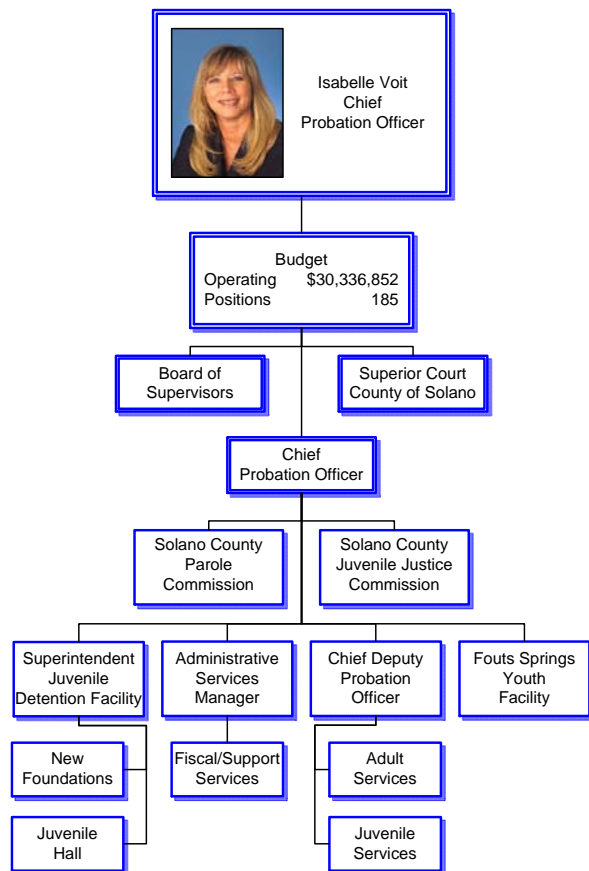 Isabelle Voit
Chief
Probation Officer
Budget
Operating $30,336,852
Positions 185
Board of
Supervisors
Superior Court
County of Solano
Chief
Probation Officer
Solano County
Parole
Commission
Solano County
Juvenile Justice
Commission
Superintendent
Juvenile
Detention Facility
Administrative
Services
Manager
Chief Deputy
Probation
Officer
Fouts Springs
Youth
Facility
New
Foundations
Fiscal/Support
Services
Adult
Services
Juvenile
Hall
Juvenile
Services